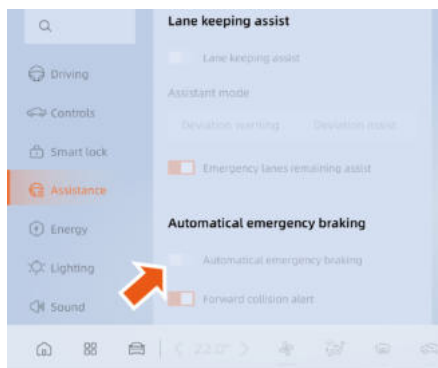 Lane keeping assist
Lane keeping assist
Driving
Assistant mode
Controls
Deviation warning
Deviation assist
Smart lock
Emergency lanes remaining assist
Assistance
Energy
Automatical emergency braking
Automatical emergency braking
Lighting
Forward collision alert
Sound
< 22.0° >